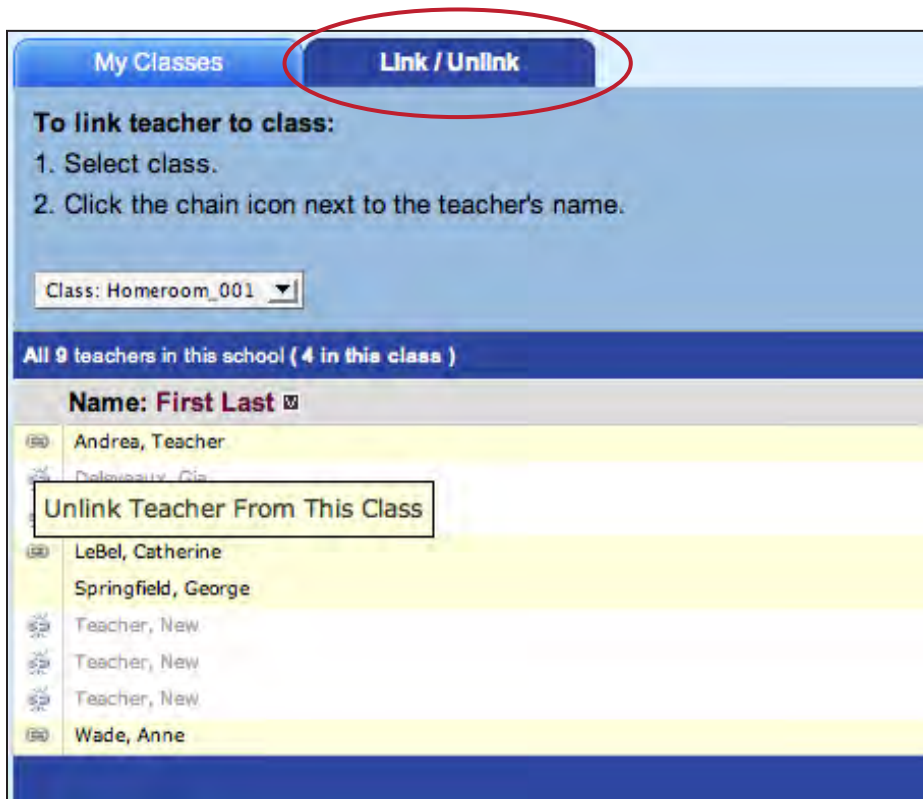 My Classes
Link / Unlink
To link teacher to class:
1. Select class.
2. Click the chain icon next to the teacher's name.
Class: Homeroom_001
All 9 teachers in this school ( 4 in this class )
Name: First Last
Andrea, Teacher
Deleveaux, Gia
Unlink Teacher From This Class
LeBel, Catherine
Springfield, George
Teacher, New
Teacher, New
Teacher, New
Wade, Anne